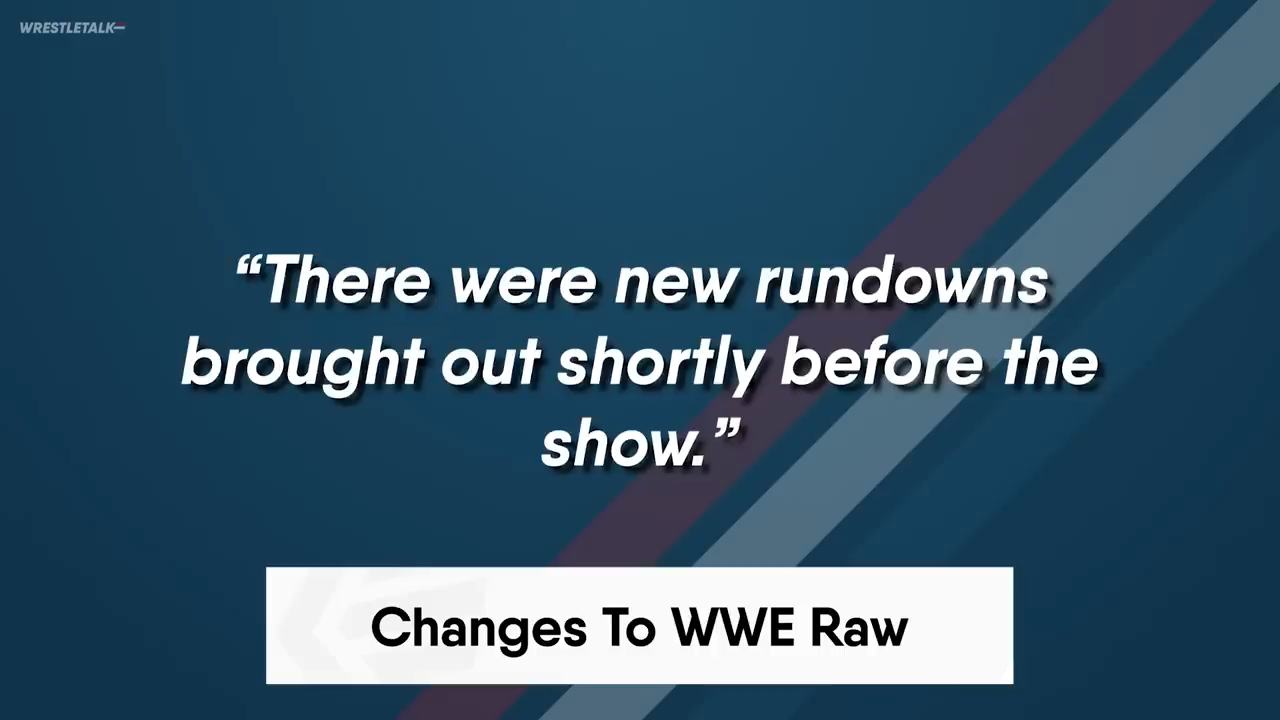 WRESTLETALK
“There were new rundowns
brought out shortly before the
show.”
Changes To WWE Raw